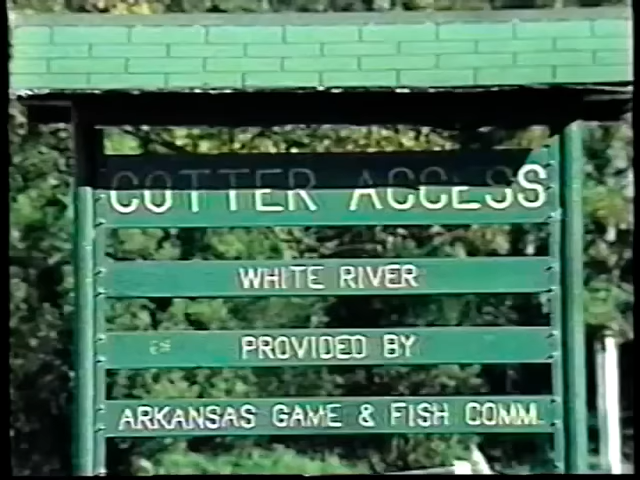 COTTER ACCESS
WHITE RIVER
PROVIDED BY
ARKANSAS GAME & FISH COMM.